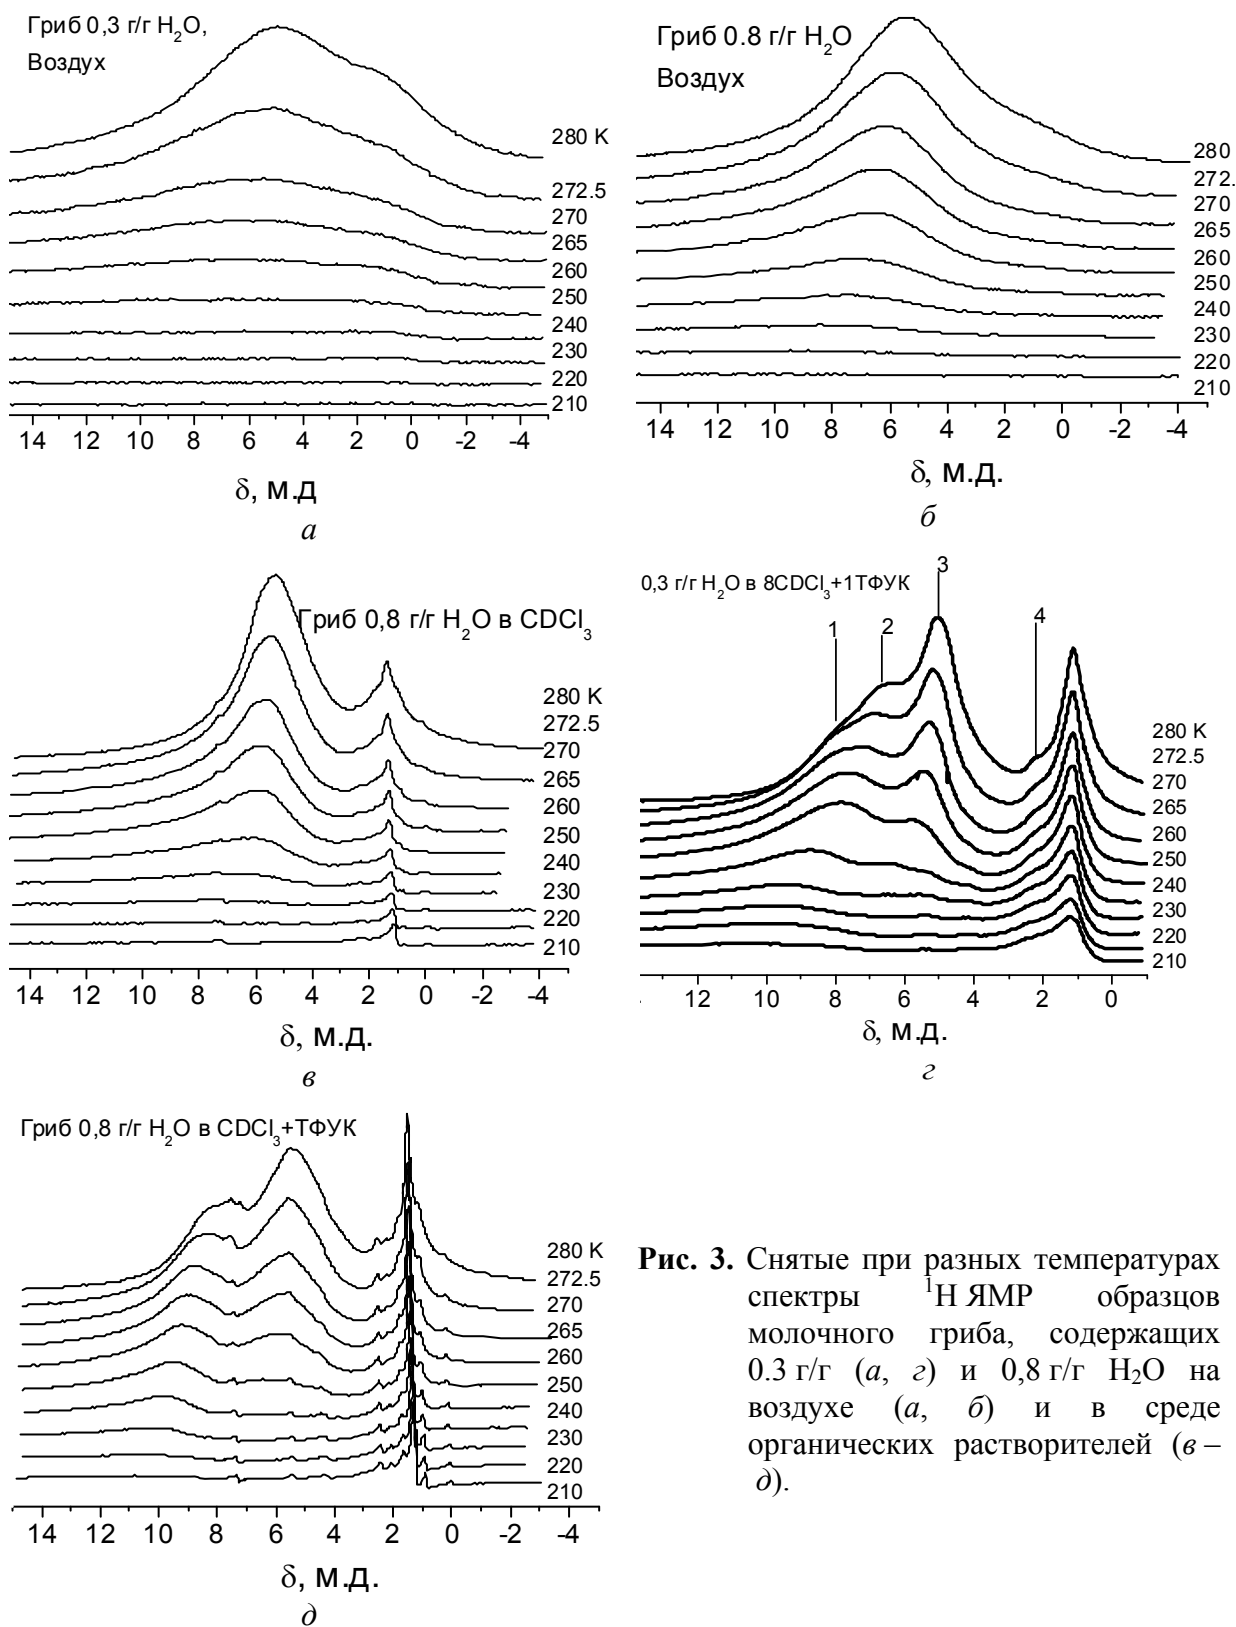 Гриб 0,3 г/г H2O,
Воздух
280 K
272.5
270
265
260
250
240
230
220
210
14 12 10 8 6 4 2 0 -2 -4
δ, м.д
а
Гриб 0.8 г/г H2O
Воздух
280
272.
270
265
260
250
240
230
220
210
14 12 10 8 6 4 2 0 -2 -4
δ, м.д.
б
Гриб 0,8 г/г H2O в CDCl3
280 K
272.5
270
265
260
250
240
230
220
210
14 12 10 8 6 4 2 0 -2 -4
δ, м.д.
в
0,3 г/г H2O в 8CDCl3+1ТФУК
1 2 3 4
280 K
272.5
270
265
260
250
240
230
220
210
12 10 8 6 4 2 0
δ, м.д.
г
Гриб 0,8 г/г H2O в CDCl3+ТФУК
280 K
272.5
270
265
260
250
240
230
220
210
14 12 10 8 6 4 2 0 -2 -4
δ, м.д.
д
Рис. 3. Снятые при разных температурах
спектры 1H ЯМР образцов
молочного гриба, содержащих
0.3 г/г (а, г) и 0,8 г/г H2O на
воздухе (а, б) и в среде
органических растворителей (в –
д).